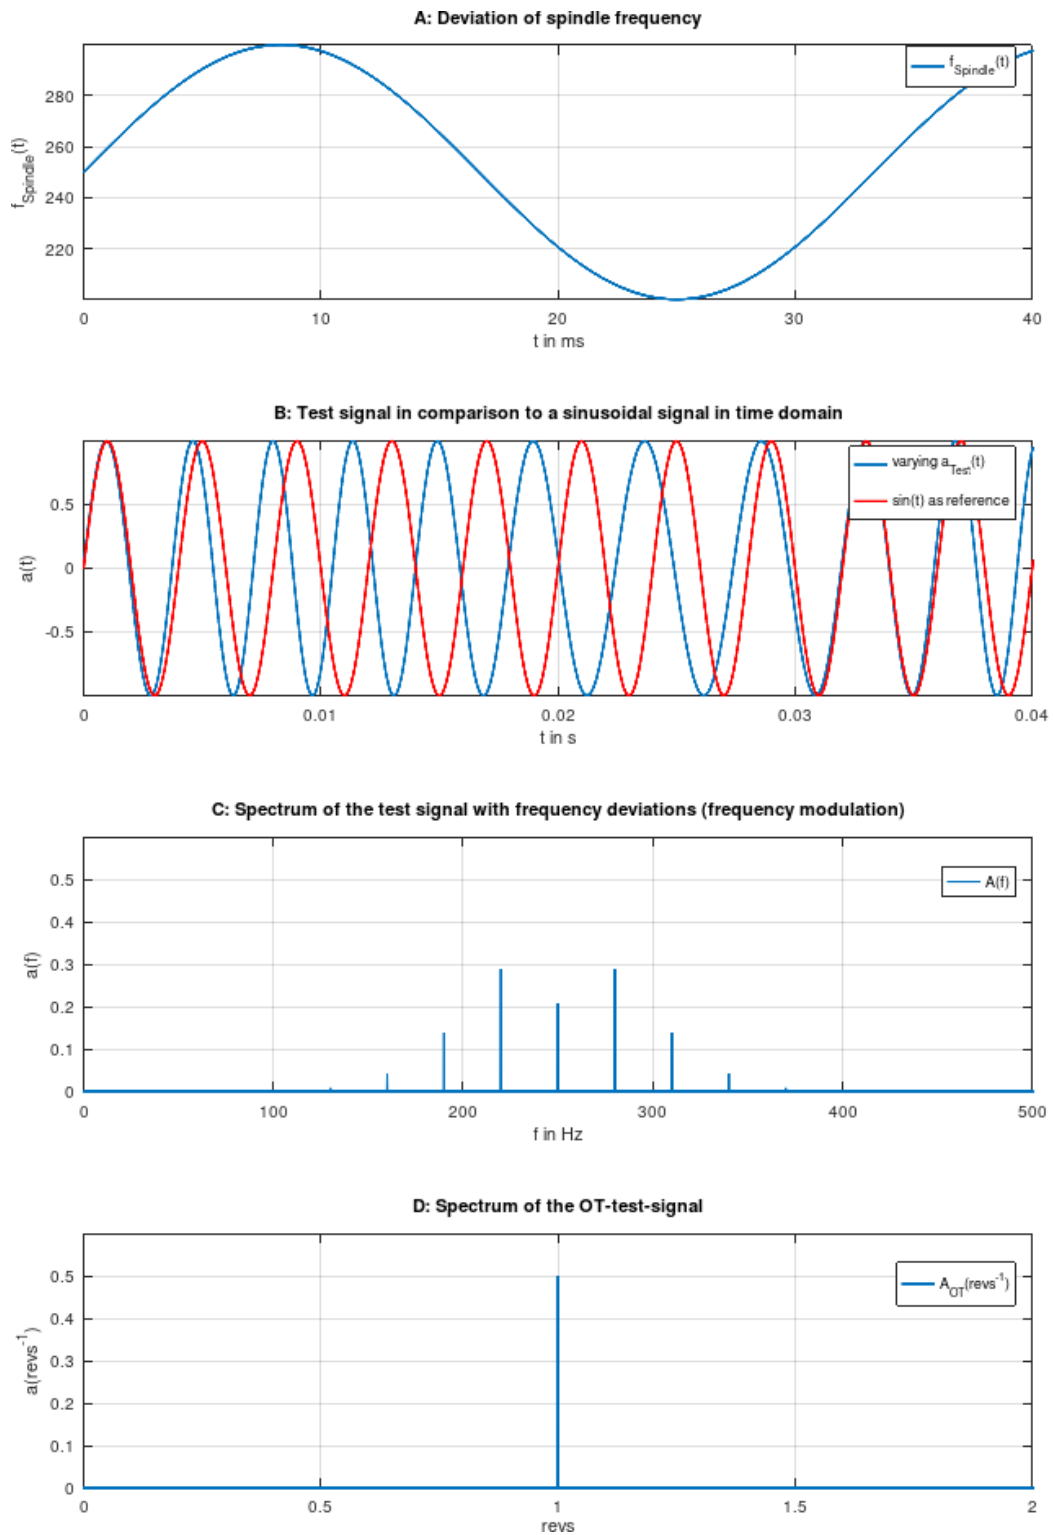 A: Deviation of spindle frequency
f_Spindle(t)
280
260
240
220
f_Spindle(t)
0 10 20 30 40
t in ms
B: Test signal in comparison to a sinusoidal signal in time domain
varying a_Test(t)
sin(t) as reference
0.5
0
-0.5
a(t)
0 0.01 0.02 0.03 0.04
t in s
C: Spectrum of the test signal with frequency deviations (frequency modulation)
A(f)
0.5
0.4
0.3
0.2
0.1
0
a(f)
0 100 200 300 400 500
f in Hz
D: Spectrum of the OT-test-signal
A_OT(revs^-1)
0.5
0.4
0.3
0.2
0.1
0
a(revs^-1)
0 0.5 1 1.5 2
revs